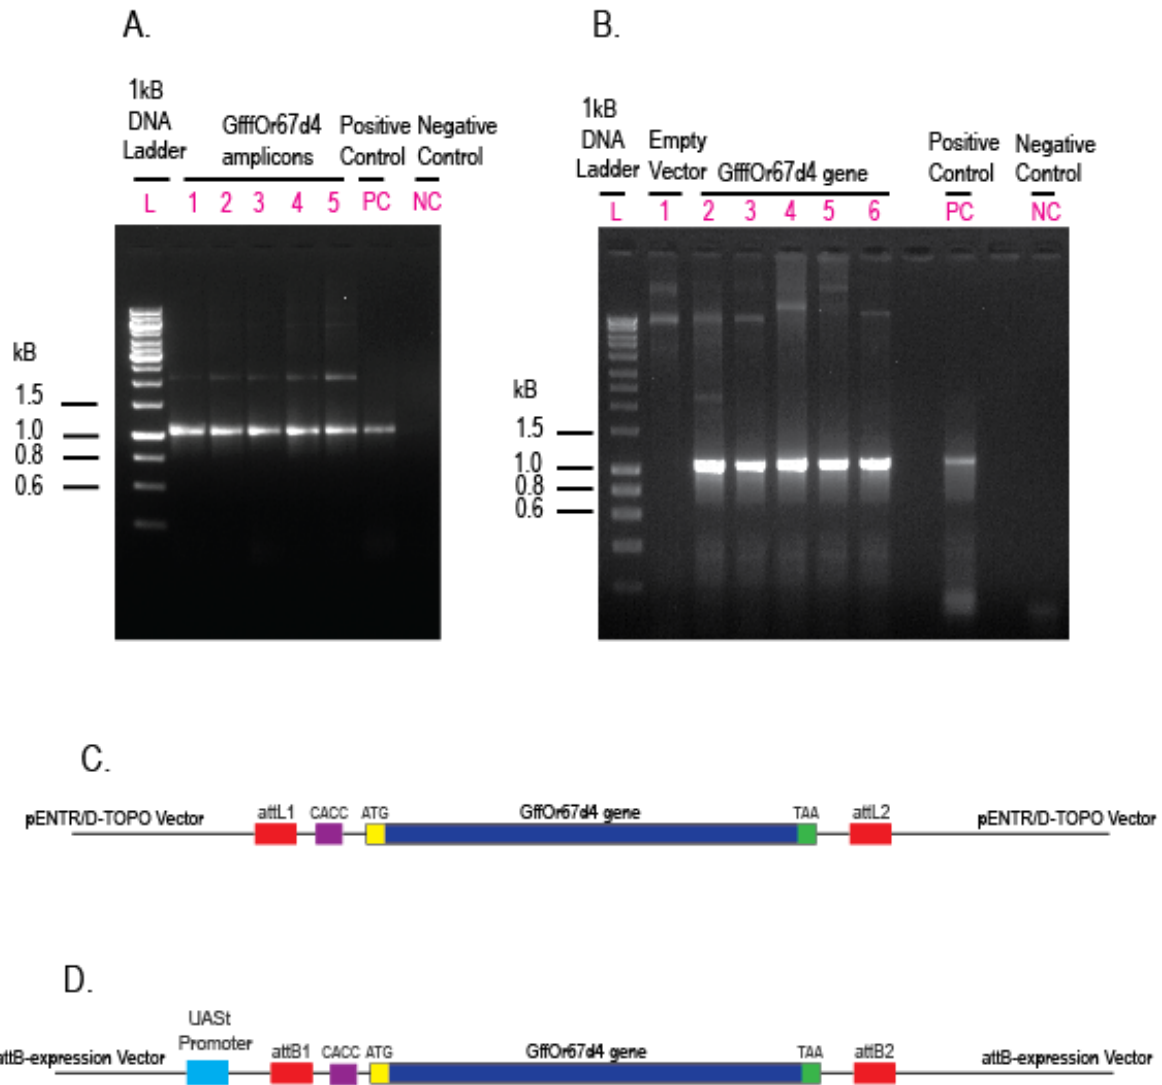 A.
1kB
DNA
Ladder
GfffOr67d4
amplicons
Positive
Control
Negative
Control
L 1 2 3 4 5 PC NC
kB
1.5
1.0
0.8
0.6
B.
1kB
DNA
Ladder
Empty
Vector
GfffOr67d4 gene
Positive
Control
Negative
Control
L 1 2 3 4 5 6 PC NC
kB
1.5
1.0
0.8
0.6
C.
pENTR/D-TOPO Vector attL1 CACC ATG GffOr67d4 gene TAA attL2 pENTR/D-TOPO Vector
D.
UASt
Promoter
attB-expression Vector attB1 CACC ATG GffOr67d4 gene TAA attB2 attB-expression Vector